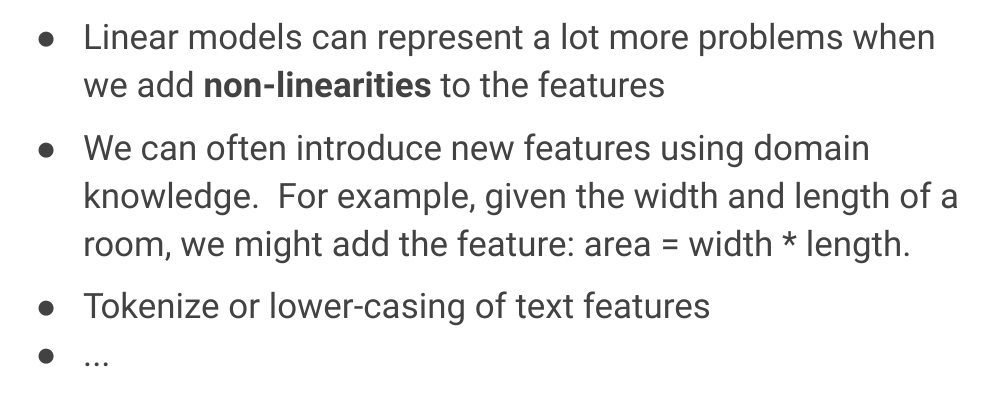 ● Linear models can represent a lot more problems when
we add non-linearities to the features
● We can often introduce new features using domain
knowledge.  For example, given the width and length of a
room, we might add the feature: area = width * length.
● Tokenize or lower-casing of text features
● ...